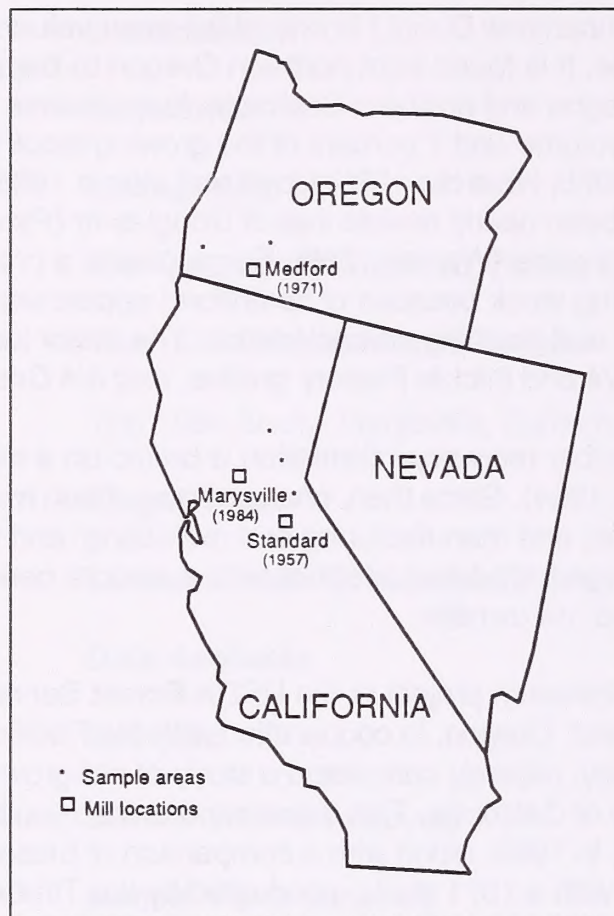 OREGON
Medford
(1971)
NEVADA
Marysville
(1984)
Standard
(1957)
CALIFORNIA
Sample areas
Mill locations